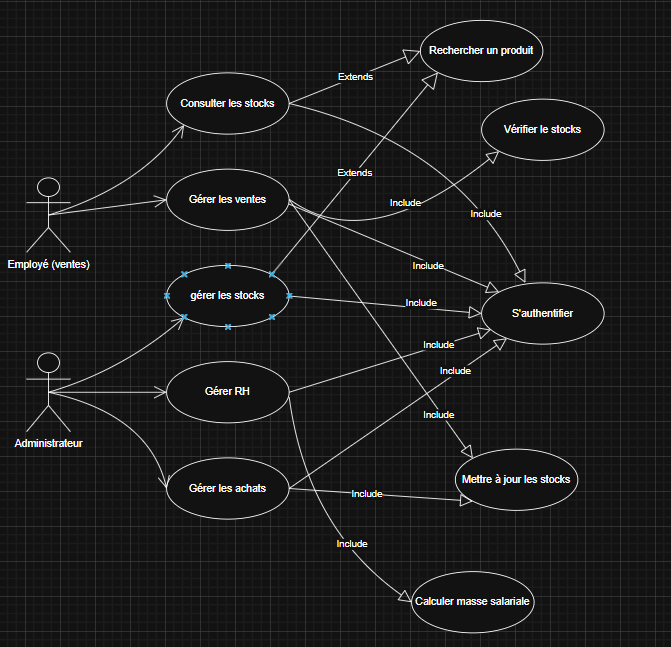 Rechercher un produit
Extends
Consulter les stocks
Vérifier le stocks
Extends
Gérer les ventes
Include
Include
Employé (ventes)
Include
gérer les stocks
Include
S'authentifier
Include
Include
Gérer RH
Include
Administrateur
Mettre à jour les stocks
Gérer les achats
Include
Include
Calculer masse salariale